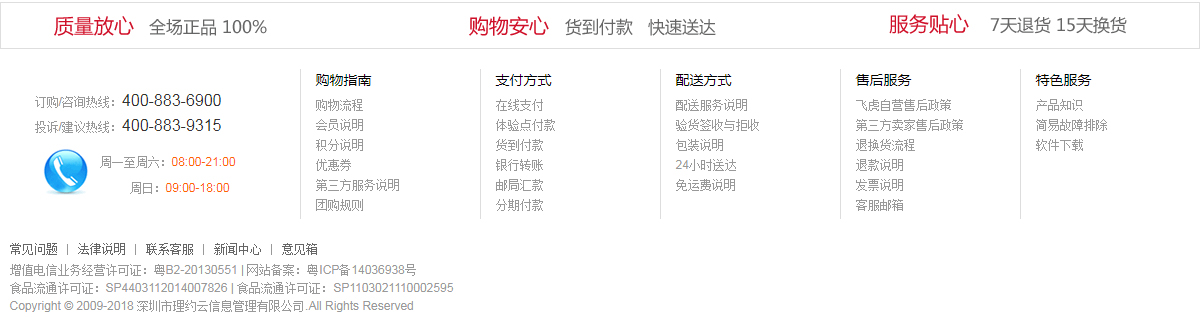 质量放心 全场正品 100% 购物安心 货到付款 快速送达 服务贴心 7天退货 15天换货
订购/咨询热线：400-883-6900
投诉/建议热线：400-883-9315
周一至周六：08:00-21:00
周日：09:00-18:00
购物指南
购物流程
会员说明
积分说明
优惠券
第三方服务说明
团购规则
支付方式
在线支付
体验点付款
货到付款
银行转账
邮局汇款
分期付款
配送方式
配送服务说明
验货签收与拒收
包装说明
24小时送达
免运费说明
售后服务
飞虎自营售后政策
第三方卖家售后政策
退换货流程
退款说明
发票说明
客服邮箱
特色服务
产品知识
简易故障排除
软件下载
常见问题 | 法律说明 | 联系客服 | 新闻中心 | 意见箱
增值电信业务经营许可证：粤B2-20130551 | 网站备案：粤ICP备14036938号
食品流通许可证：SP4403112014007826 | 食品流通许可证：SP1103021110002595
Copyright © 2009-2018 深圳市理约云信息管理有限公司.All Rights Reserved